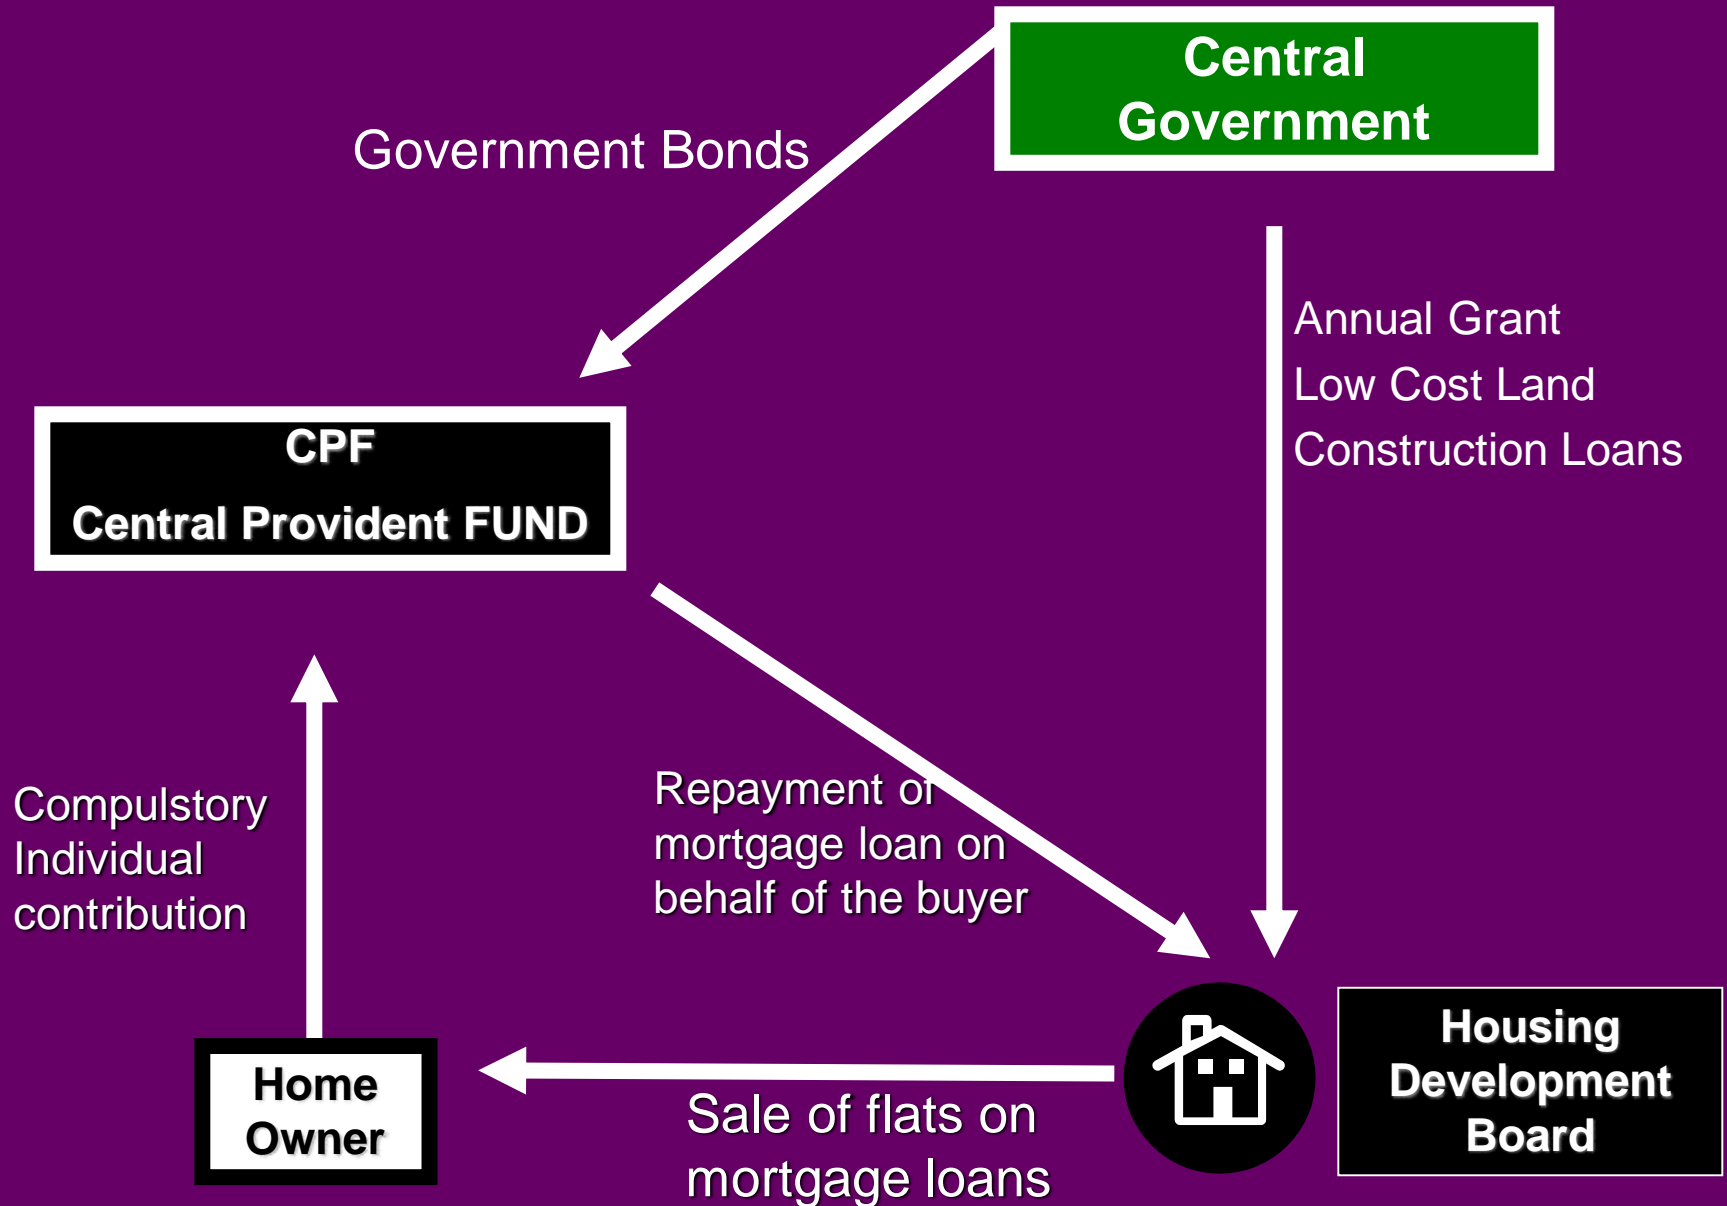 Central
Government
Government Bonds
Annual Grant
Low Cost Land
Construction Loans
CPF
Central Provident FUND
Compulstory
Individual
contribution
Repayment of
mortgage loan on
behalf of the buyer
Home
Owner
Sale of flats on
mortgage loans
Housing
Development
Board